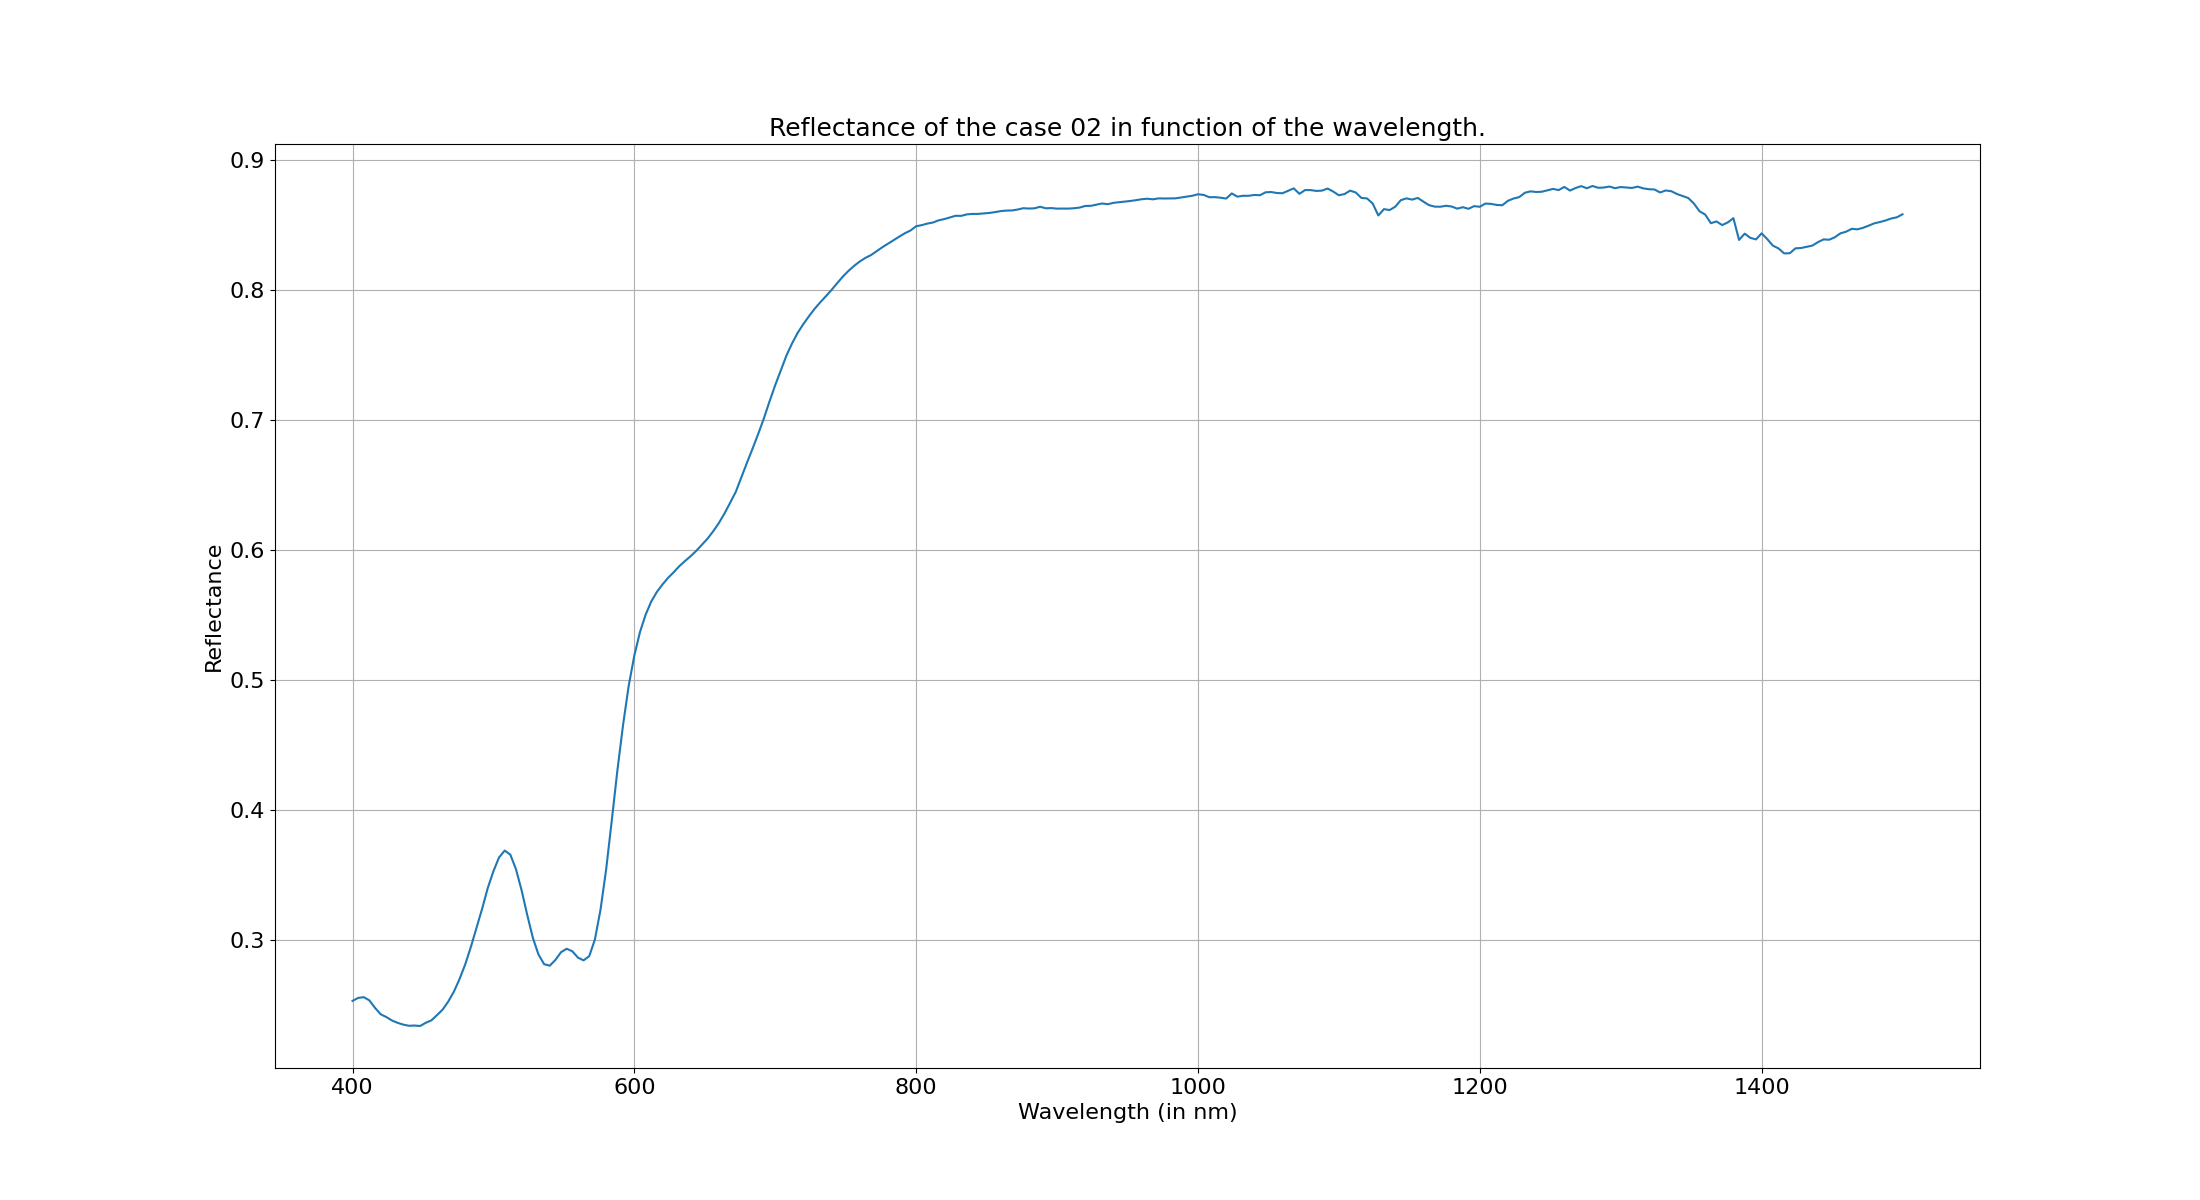 Reflectance of the case 02 in function of the wavelength.
0.9
0.8
0.7
0.6
0.5
0.4
0.3
Reflectance
400 600 800 1000 1200 1400
Wavelength (in nm)